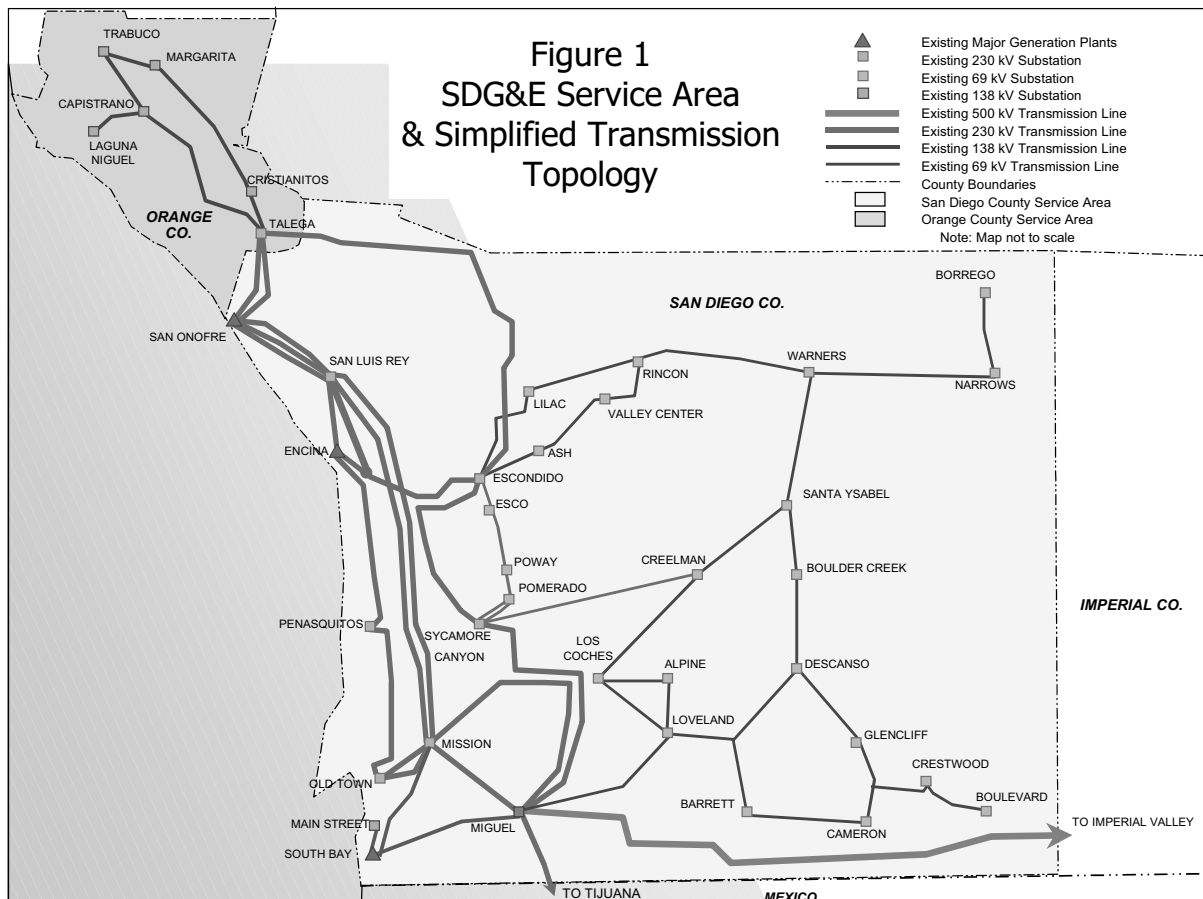 Figure 1
SDG&E Service Area
& Simplified Transmission
Topology
Existing Major Generation Plants
Existing 230 kV Substation
Existing 69 kV Substation
Existing 138 kV Substation
Existing 500 kV Transmission Line
Existing 230 kV Transmission Line
Existing 138 kV Transmission Line
Existing 69 kV Transmission Line
County Boundaries
San Diego County Service Area
Orange County Service Area
Note: Map not to scale
TRABUCO
MARGARITA
CAPISTRANO
LAGUNA
NIGUEL
CRISTIANITOS
ORANGE
CO.
TALEGA
BORREGO
SAN DIEGO CO.
SAN ONOFRE
SAN LUIS REY
WARNERS
RINCON
NARROWS
LILAC
VALLEY CENTER
ENCINA
ASH
ESCONDIDO
SANTA YSABEL
ESCO
POWAY
CREELMAN
BOULDER CREEK
POMERADO
IMPERIAL CO.
PENASQUITOS
SYCAMORE
CANYON
LOS
COCHES
ALPINE
DESCANSO
LOVELAND
MISSION
GLENCLIFF
CRESTWOOD
OLD TOWN
BARRETT
BOULEVARD
MAIN STREET
MIGUEL
CAMERON
TO IMPERIAL VALLEY
SOUTH BAY
TO TIJUANA
MEXICO